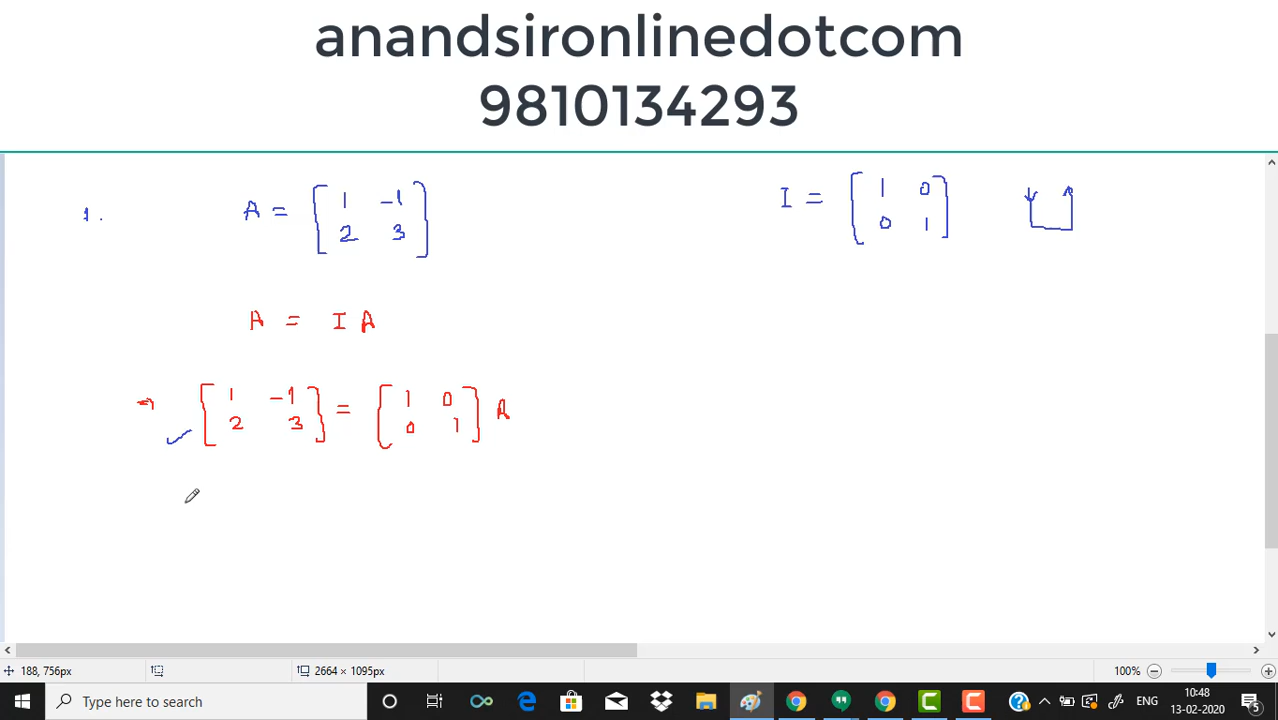 anandsironlinedotcom
9810134293
1. A = [ 1 -1
2 3 ]
I = [ 1 0
0 1 ]
A = I A
⇒ [ 1 -1
2 3 ] = [ 1 0
0 1 ] A
188, 756px
2664 × 1095px
100%
Type here to search
ENG
10:48
13-02-2020
5